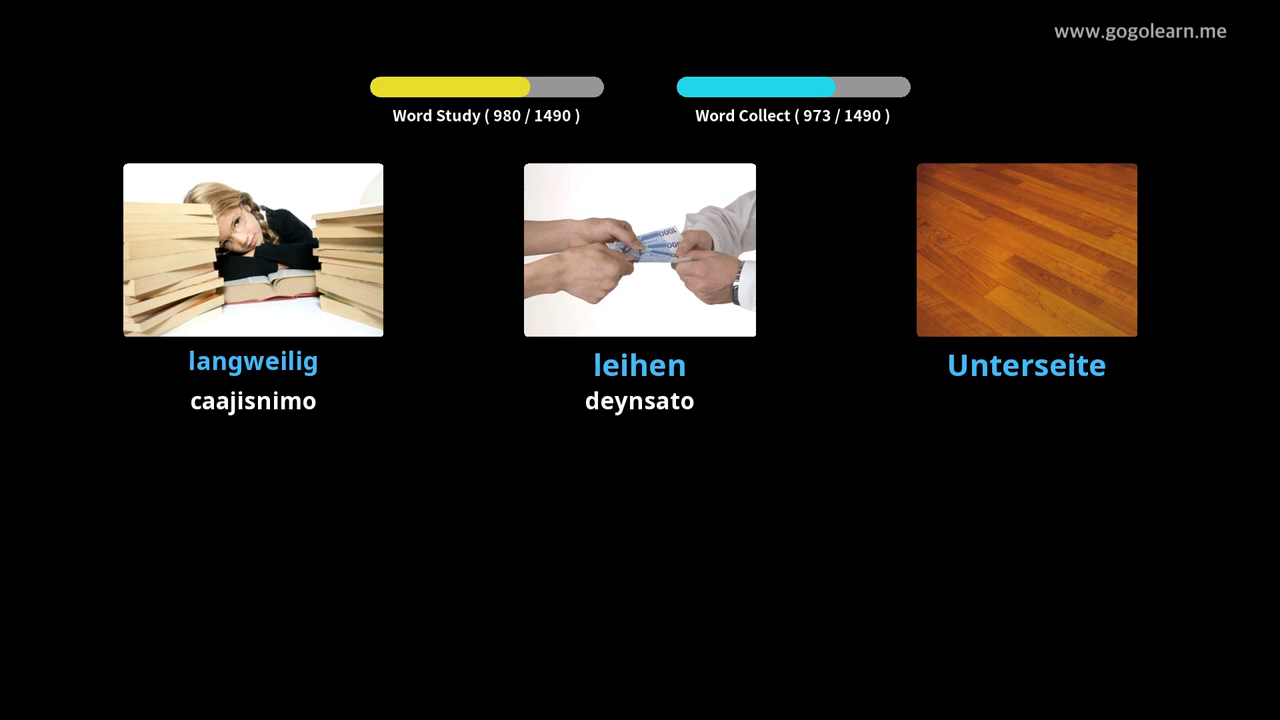 www.gogolearn.me
Word Study ( 980 / 1490 )
Word Collect ( 973 / 1490 )
langweilig
leihen
Unterseite
caajisnimo
deynsato